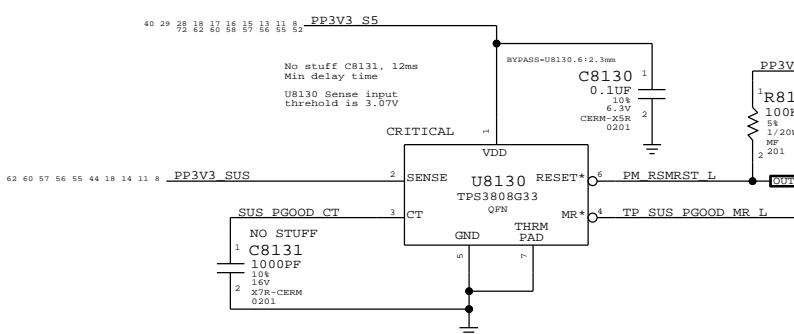 40 29 28 18 17 16 15 13 11 8 PP3V3_S5
72 62 60 58 57 56 55 52
No stuff C8131, 12ms
Min delay time
U8130 Sense input
threhold is 3.07V
BYPASS=U8130.6:2.3mm
C8130 1
0.1UF
10%
6.3V
CERM-X5R 2
0201
PP3V
1 R81
100K
5%
1/20W
MF
2 201
CRITICAL
1
VDD
62 60 57 56 55 44 18 14 11 8 PP3V3_SUS
2 SENSE
U8130
TPS3808G33
QFN
RESET* 6 PM_RSMRST_L
OUT
SUS_PGOOD_CT 3 CT
MR* 4 TP_SUS_PGOOD_MR_L
GND
THRM
PAD
5
7
NO STUFF
1 C8131
1000PF
10%
16V
2 X7R-CERM
0201